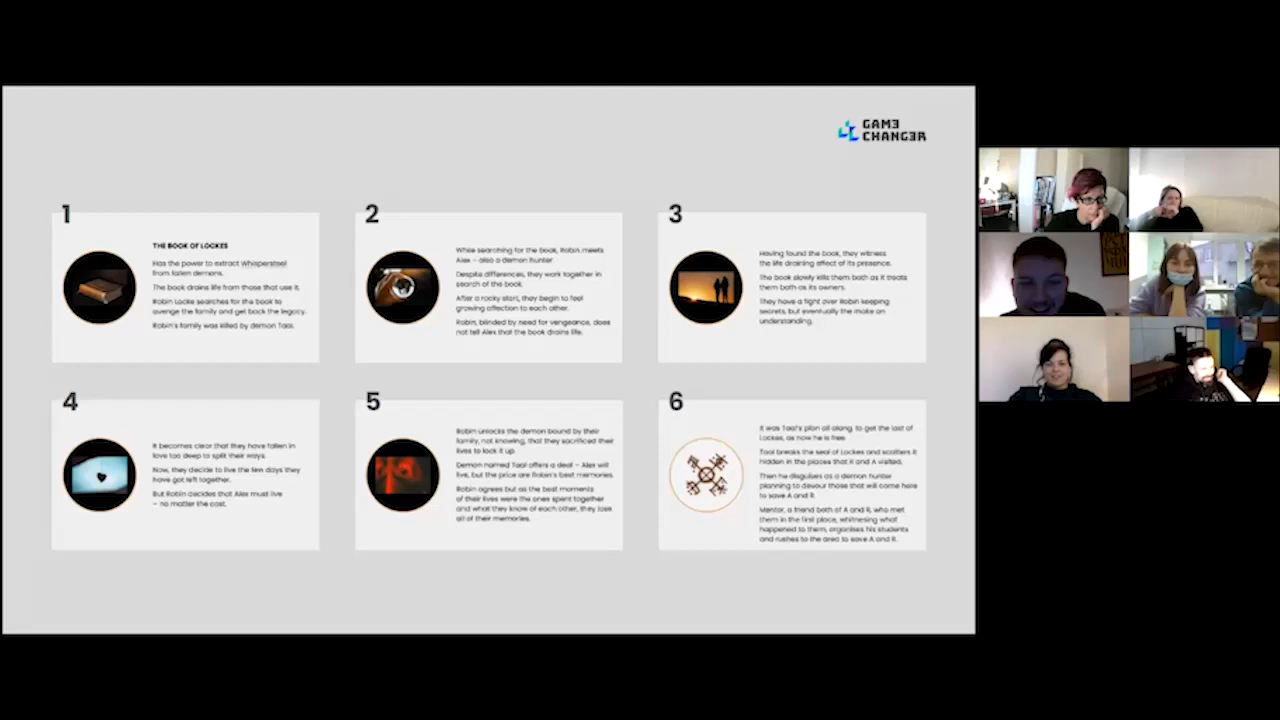 GAM3
CHANG3R
1
THE BOOK OF LOCKES
Has the power to extract Whispersteel
from fallen demons.
The book drains life from those that use it.
Robin Locke searches for the book to
avenge the family and get back the legacy.
Robin's family was killed by demon Taal.
2
While searching for the book, Robin meets
Alex – also a demon hunter
Despite differences, they work together in
search of the book.
After a rocky start, they begin to feel
growing affection to each other.
Robin, blinded by need for vengeance, does
not tell Alex that the book drains life.
3
Having found the book, they witness
the life draining effect of its presence.
The book slowly kills them both as it treats
them both as its owners.
They have a fight over Robin keeping
secrets, but eventually the make an
understanding.
4
It becomes clear that they have fallen in
love too deep to split their ways.
Now, they decide to live the few days they
have got left together.
But Robin decides that Alex must live
– no matter the cost.
5
Robin unlocks the demon bound by their
family, not knowing, that they sacrificed their
lives to lock it up.
Demon named Taal offers a deal – Alex will
live, but the price are Robin's best memories.
Robin agrees but as the best moments
of their lives were the ones spent together
and what they know of each other, they lose
all of their memories.
6
It was Taal's plan all along, to get the last of
Lockes, as now he is free.
Taal breaks the seal of Lockes and scatters it
hidden in the places that R and A visited.
Then he disguises as a demon hunter
planning to devour those that will come here
to save A and R.
Mentor, a friend both of A and R, who met
them in the first place, whitnesing what
happened to them, organises his students
and rushes to the area to save A and R.